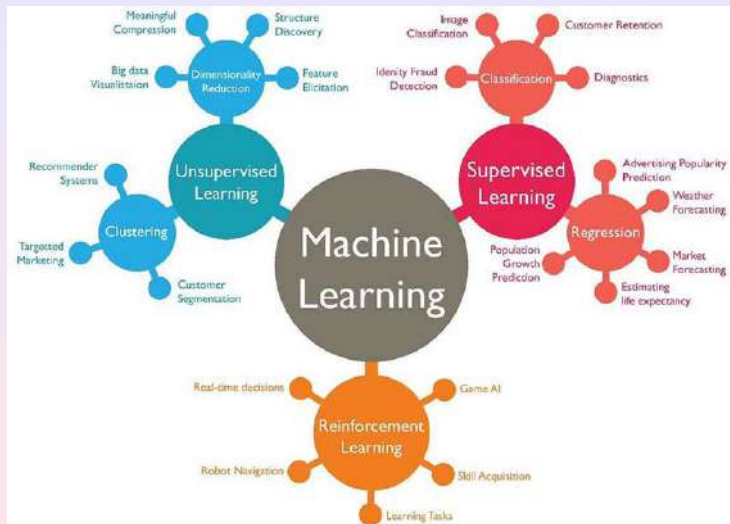 Meaningful
Compression
Structure
Discovery
Big data
Visualistaion
Dimensionality
Reduction
Feature
Elicitation
Unsupervised
Learning
Recommender
Systems
Clustering
Targetted
Marketing
Customer
Segmentation
Machine
Learning
Image
Classification
Customer Retention
Idenity Fraud
Detection
Classification
Diagnostics
Supervised
Learning
Advertising Popularity
Prediction
Weather
Forecasting
Regression
Population
Growth
Prediction
Market
Forecasting
Estimating
life expectancy
Real-time decisions
Game AI
Reinforcement
Learning
Robot Navigation
Skill Acquisition
Learning Tasks